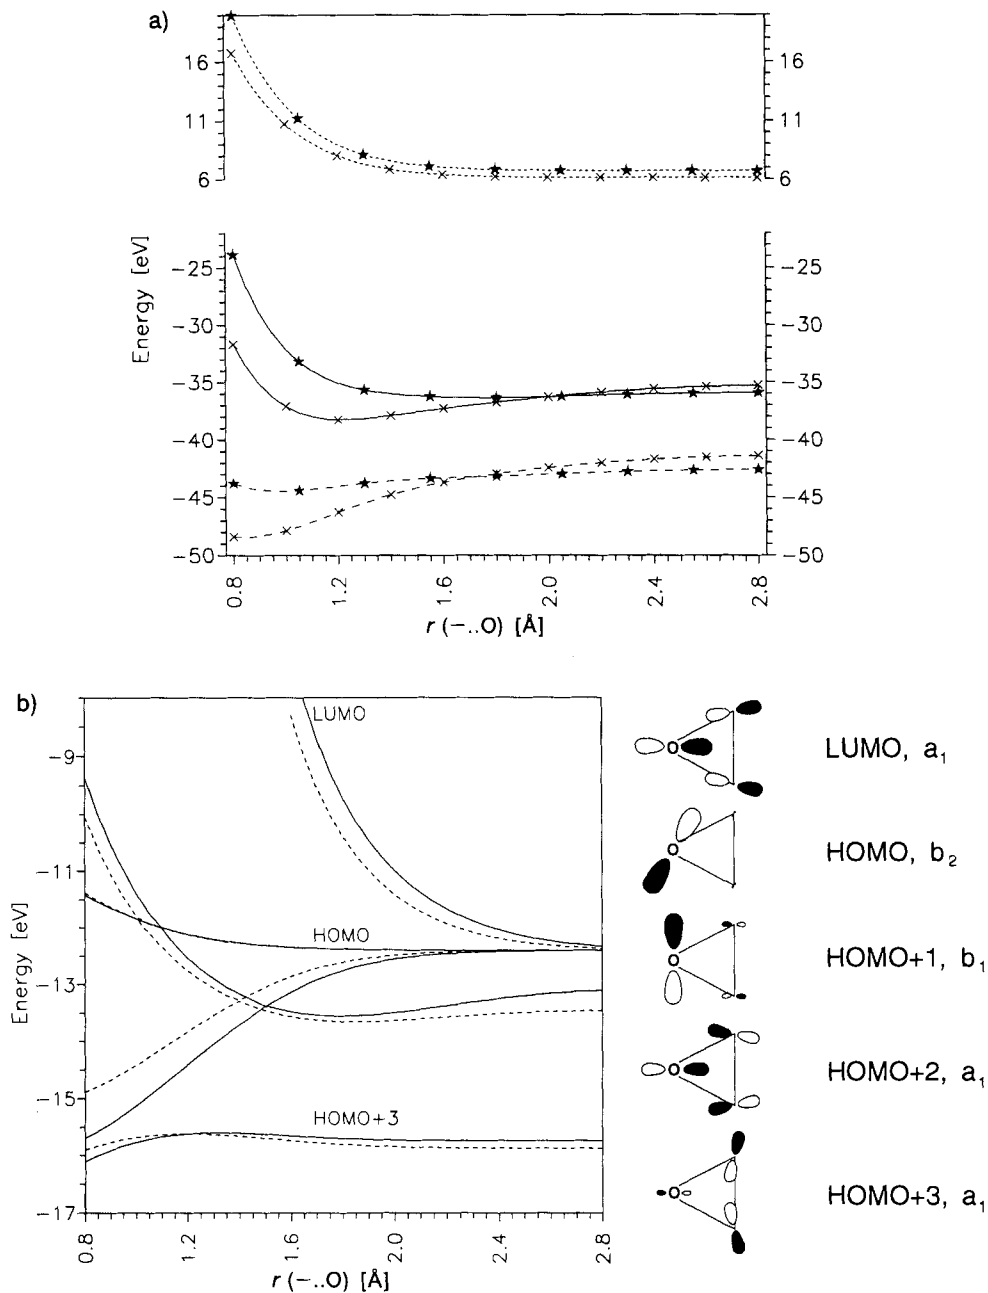 a)
16
11
6
16
11
6
Energy [eV]
−25
−30
−35
−40
−45
−50
−25
−30
−35
−40
−45
−50
0.8
1.2
1.6
2.0
2.4
2.8
r (−..O) [Å]
b)
−9
−11
−13
−15
−17
Energy [eV]
LUMO
HOMO
HOMO+3
0.8
1.2
1.6
2.0
2.4
2.8
r (−..O) [Å]
O
LUMO, a₁
O
HOMO, b₂
O
HOMO+1, b₁
O
HOMO+2, a₁
O
HOMO+3, a₁